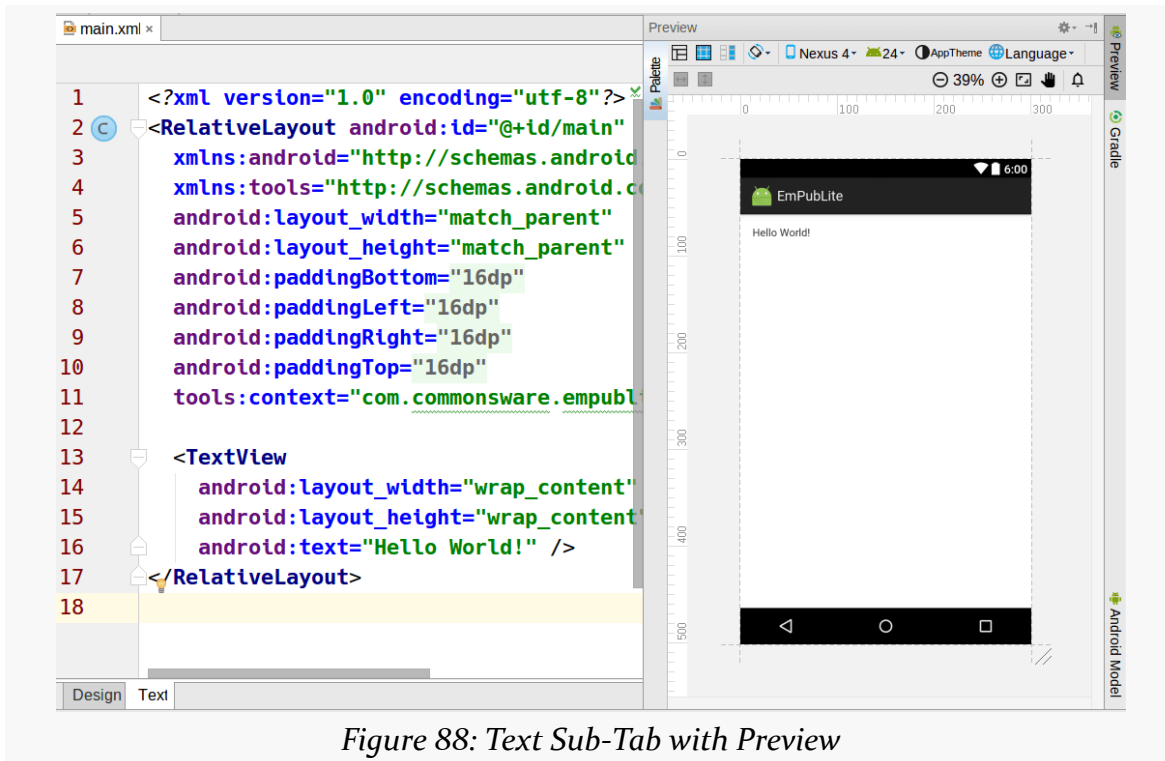 main.xml ×
1 <?xml version="1.0" encoding="utf-8"?>
2 C <RelativeLayout android:id="@+id/main"
3 xmlns:android="http://schemas.android
4 xmlns:tools="http://schemas.android.c
5 android:layout_width="match_parent"
6 android:layout_height="match_parent"
7 android:paddingBottom="16dp"
8 android:paddingLeft="16dp"
9 android:paddingRight="16dp"
10 android:paddingTop="16dp"
11 tools:context="com.commonsware.empubl
12
13 <TextView
14 android:layout_width="wrap_content"
15 android:layout_height="wrap_content"
16 android:text="Hello World!" />
17 </RelativeLayout>
18
Design Text
Preview
Palette
Nexus 4 24 AppTheme Language
39%
0 100 200 300
0
100
200
300
400
500
6:00
EmPubLite
Hello World!
Preview
Gradle
Android Model
Figure 88: Text Sub-Tab with Preview